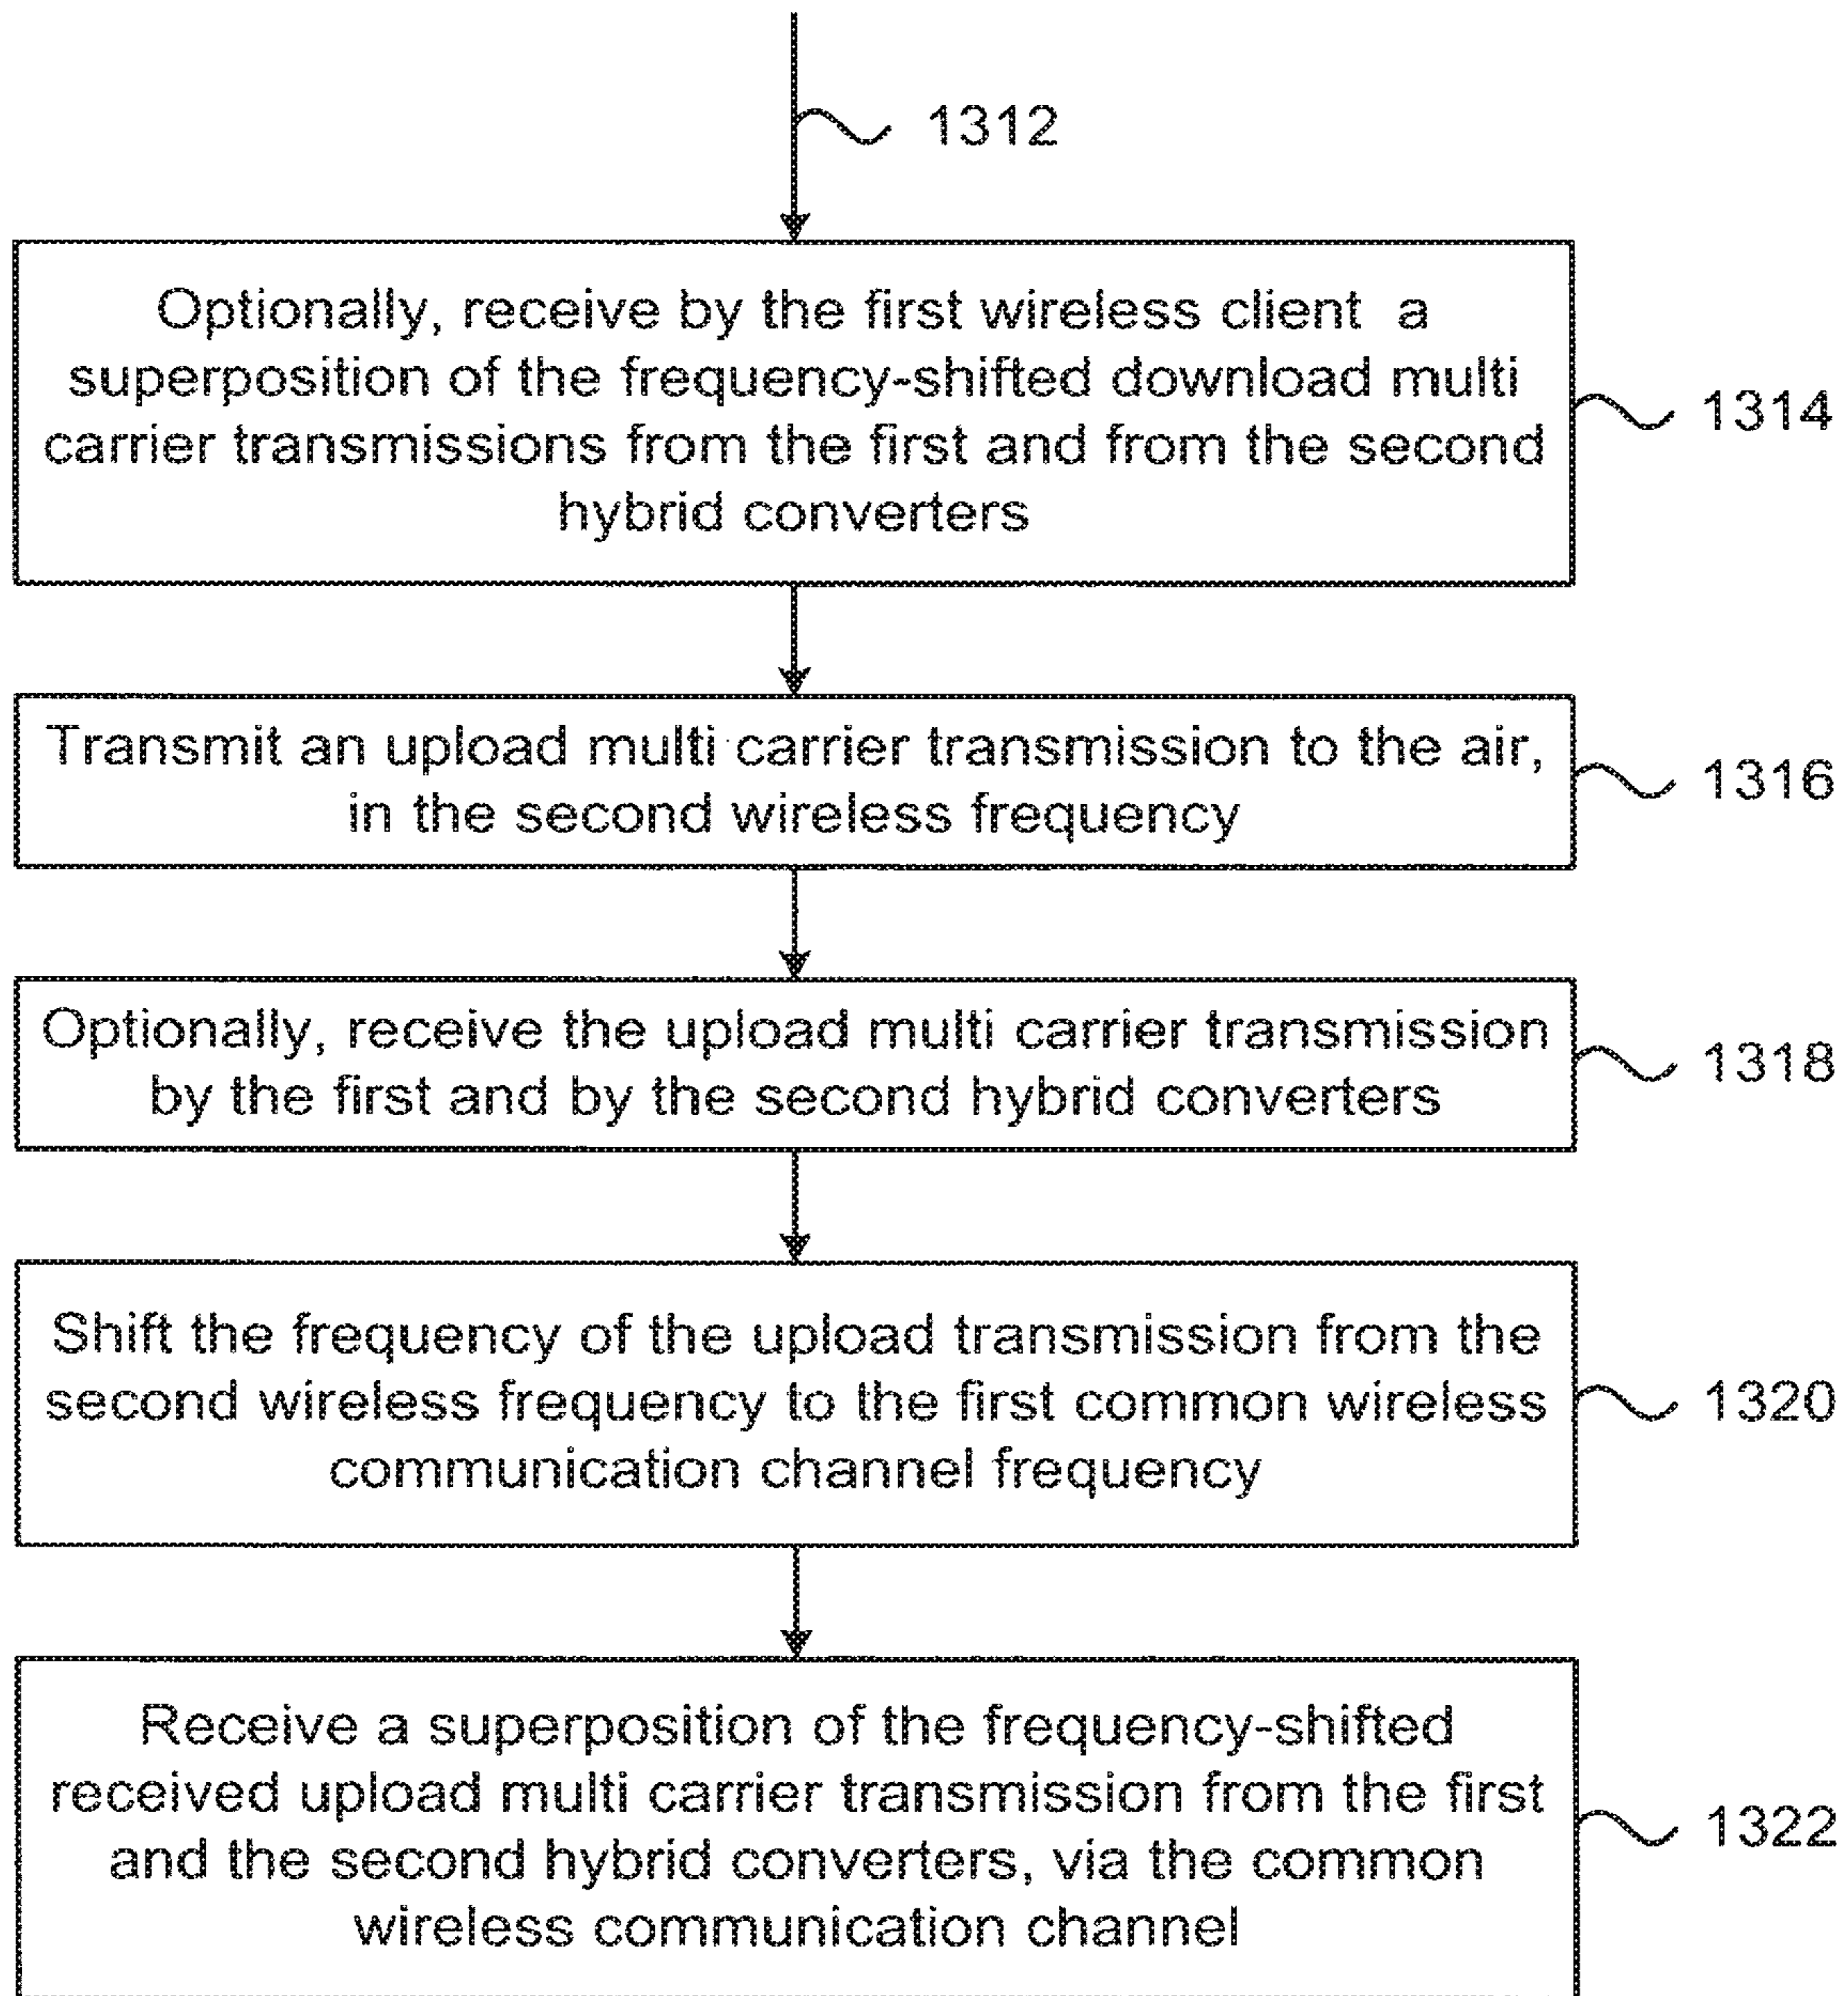 1312
Optionally, receive by the first wireless client a
superposition of the frequency-shifted download multi
carrier transmissions from the first and from the second
hybrid converters
1314
Transmit an upload multi carrier transmission to the air,
in the second wireless frequency
1316
Optionally, receive the upload multi carrier transmission
by the first and by the second hybrid converters
1318
Shift the frequency of the upload transmission from the
second wireless frequency to the first common wireless
communication channel frequency
1320
Receive a superposition of the frequency-shifted
received upload multi carrier transmission from the first
and the second hybrid converters, via the common
wireless communication channel
1322